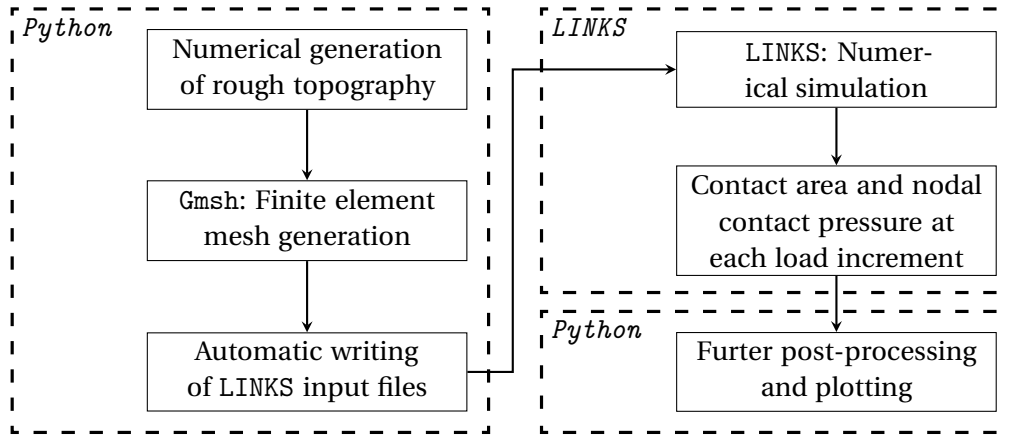 Python
Numerical generation
of rough topography
Gmsh: Finite element
mesh generation
Automatic writing
of LINKS input files
LINKS
LINKS: Numer-
ical simulation
Contact area and nodal
contact pressure at
each load increment
Python
Furter post-processing
and plotting